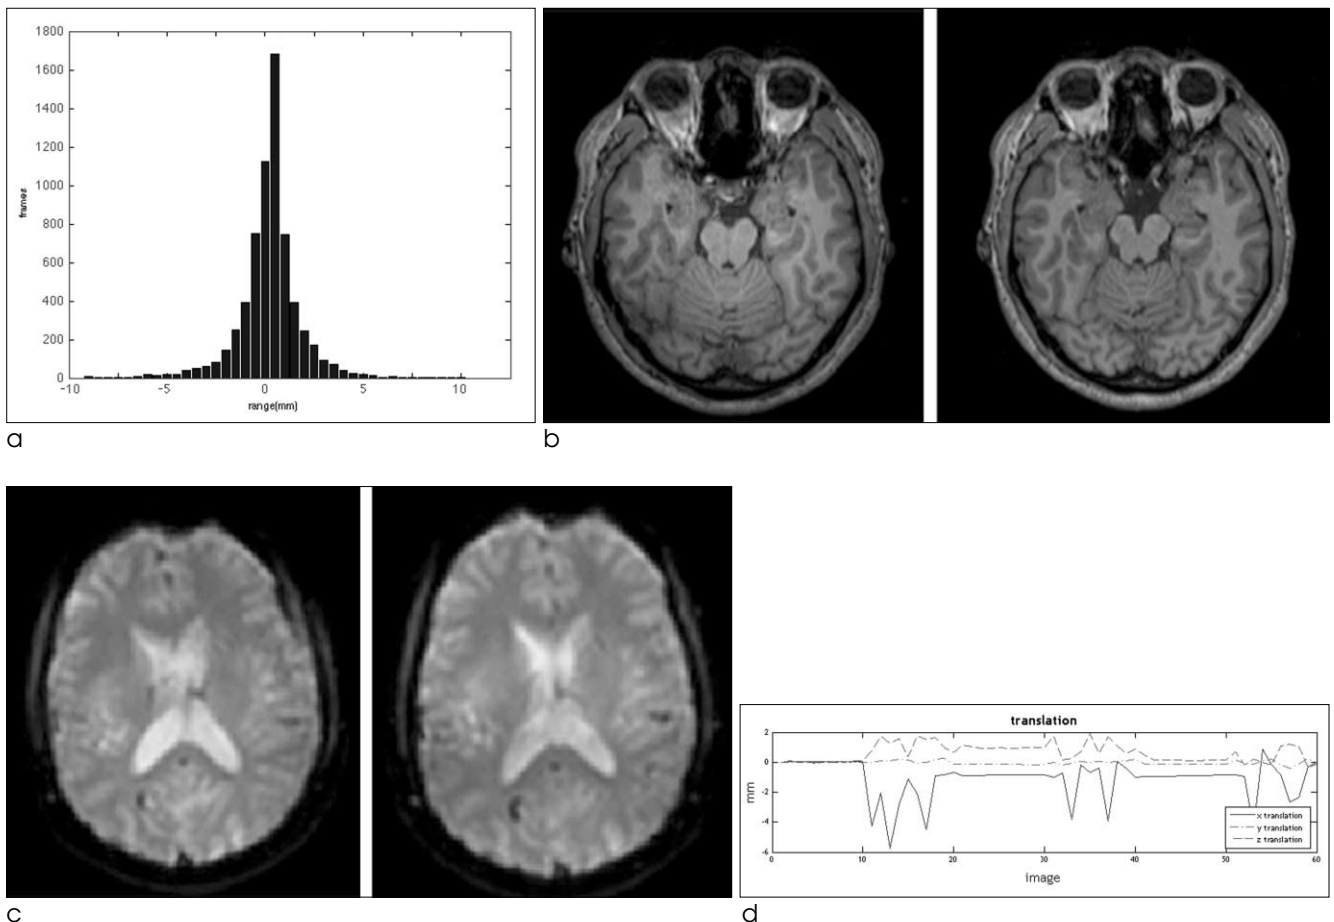 1800
1600
1400
1200
1000
800
600
400
200
0
frames
-10 -5 0 5 10
range(mm)
a
b
c
translation
2
0
-2
-4
-6
mm
x translation
y translation
z translation
0 10 20 30 40 50 60
image
d